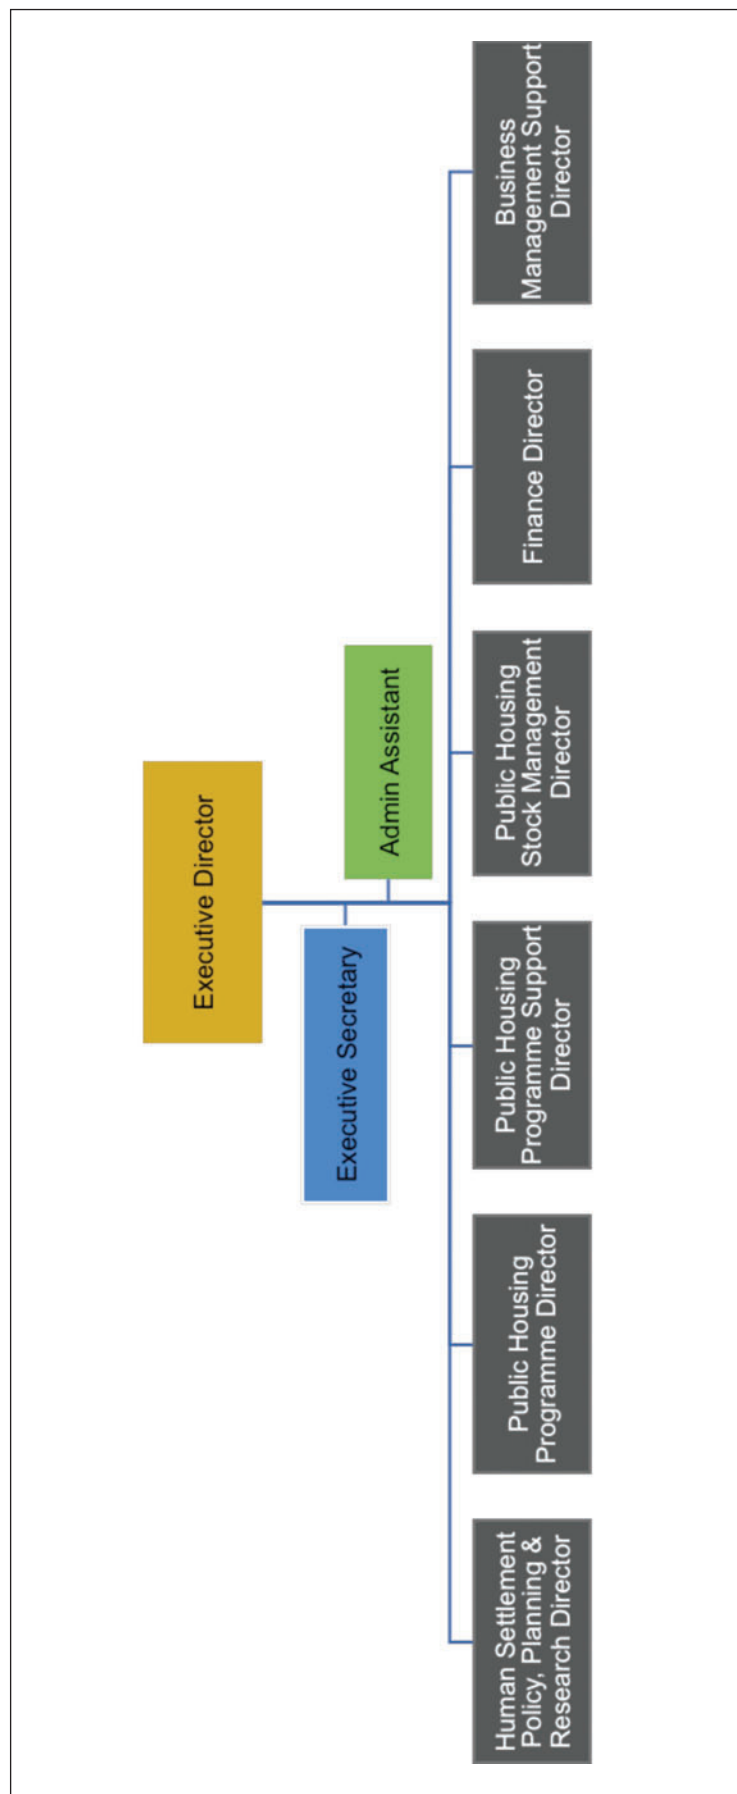 Executive Director
Executive Secretary
Admin Assistant
Human Settlement
Policy, Planning &
Research Director
Public Housing
Programme Director
Public Housing
Programme Support
Director
Public Housing
Stock Management
Director
Finance Director
Business
Management Support
Director